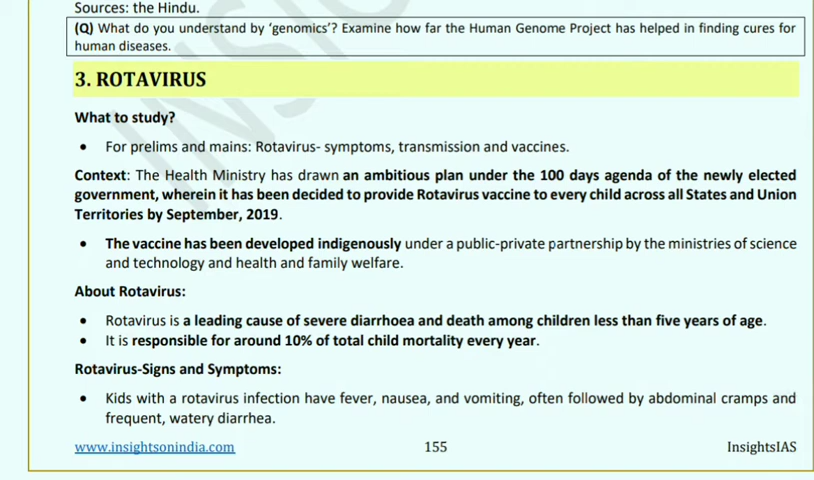 Sources: the Hindu.
(Q) What do you understand by ‘genomics’? Examine how far the Human Genome Project has helped in finding cures for
human diseases.
3. ROTAVIRUS
What to study?
• For prelims and mains: Rotavirus- symptoms, transmission and vaccines.
Context: The Health Ministry has drawn an ambitious plan under the 100 days agenda of the newly elected
government, wherein it has been decided to provide Rotavirus vaccine to every child across all States and Union
Territories by September, 2019.
• The vaccine has been developed indigenously under a public-private partnership by the ministries of science
and technology and health and family welfare.
About Rotavirus:
• Rotavirus is a leading cause of severe diarrhoea and death among children less than five years of age.
• It is responsible for around 10% of total child mortality every year.
Rotavirus-Signs and Symptoms:
• Kids with a rotavirus infection have fever, nausea, and vomiting, often followed by abdominal cramps and
frequent, watery diarrhea.
www.insightsonindia.com 155 InsightsIAS